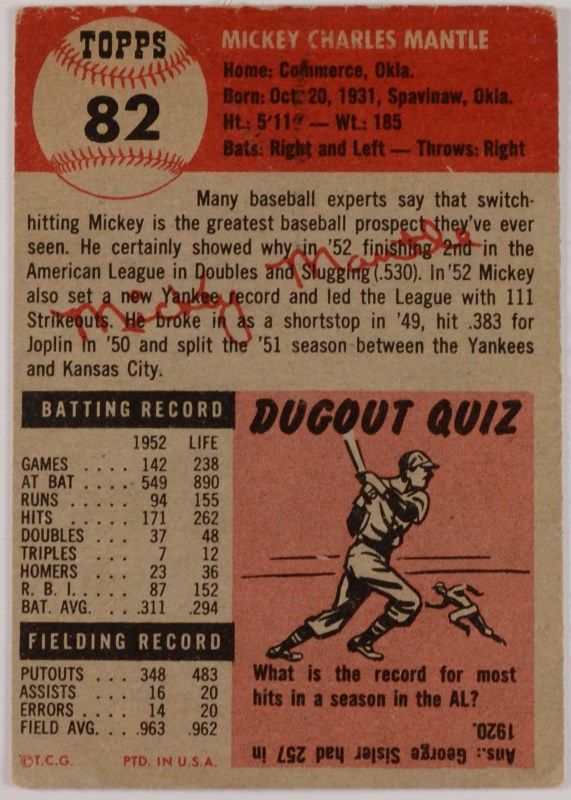 TOPPS
82
MICKEY CHARLES MANTLE
Home: Commerce, Okla.
Born: Oct. 20, 1931, Spavinaw, Okla.
Ht.: 5'11" — Wt.: 185
Bats: Right and Left — Throws: Right
Many baseball experts say that switch-
hitting Mickey is the greatest baseball prospect they've ever
seen. He certainly showed why in '52 finishing 2nd in the
American League in Doubles and Slugging (.530). In '52 Mickey
also set a new Yankee record and led the League with 111
Strikeouts. He broke in as a shortstop in '49, hit .383 for
Joplin in '50 and split the '51 season between the Yankees
and Kansas City.
Micky Mantle
BATTING RECORD
1952 LIFE
GAMES .... 142 238
AT BAT .... 549 890
RUNS .... 94 155
HITS .... 171 262
DOUBLES ... 37 48
TRIPLES ... 7 12
HOMERS ... 23 36
R. B. I. .... 87 152
BAT. AVG. .. .311 .294
FIELDING RECORD
PUTOUTS ... 348 483
ASSISTS ... 16 20
ERRORS ... 14 20
FIELD AVG. .. .963 .962
©T.C.G. PTD. IN U.S.A.
DUGOUT QUIZ
What is the record for most
hits in a season in the AL?
Ans.: George Sisler had 257 in
1920.